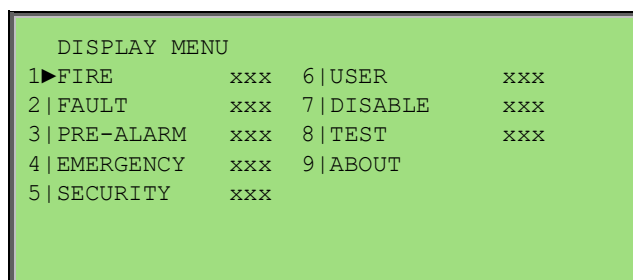 DISPLAY MENU
1►FIRE xxx 6|USER xxx
2|FAULT xxx 7|DISABLE xxx
3|PRE-ALARM xxx 8|TEST xxx
4|EMERGENCY xxx 9|ABOUT
5|SECURITY xxx